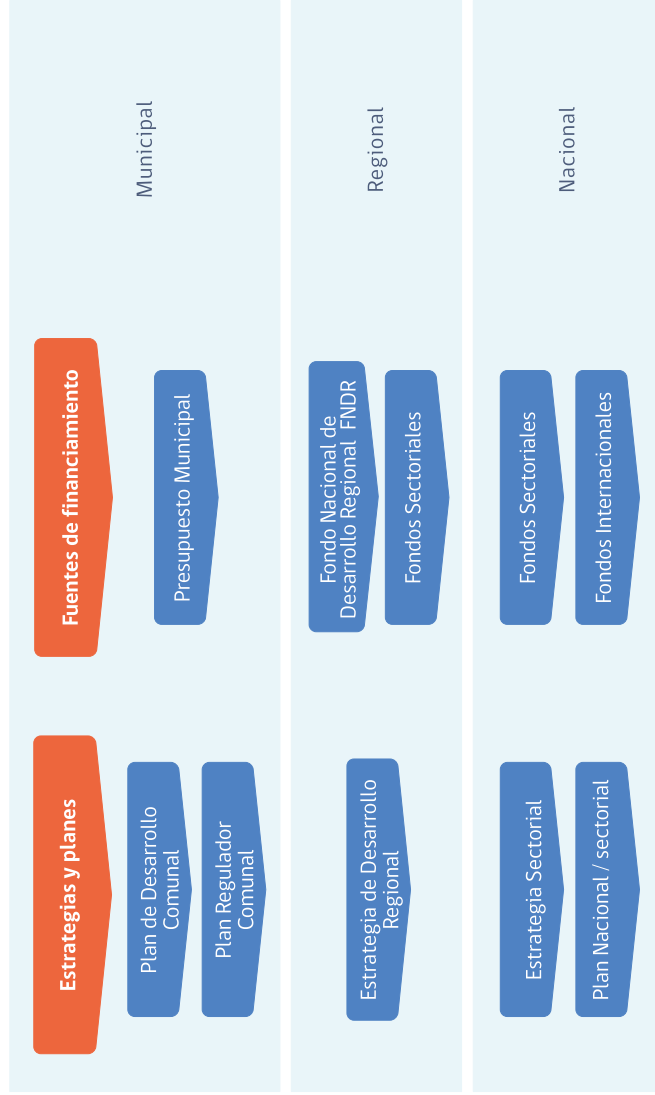 Estrategias y planes
Fuentes de financiamiento
Plan de Desarrollo
Comunal
Plan Regulador
Comunal
Presupuesto Municipal
Municipal
Estrategia de Desarrollo
Regional
Fondo Nacional de
Desarrollo Regional FNDR
Fondos Sectoriales
Regional
Estrategia Sectorial
Plan Nacional / sectorial
Fondos Sectoriales
Fondos Internacionales
Nacional